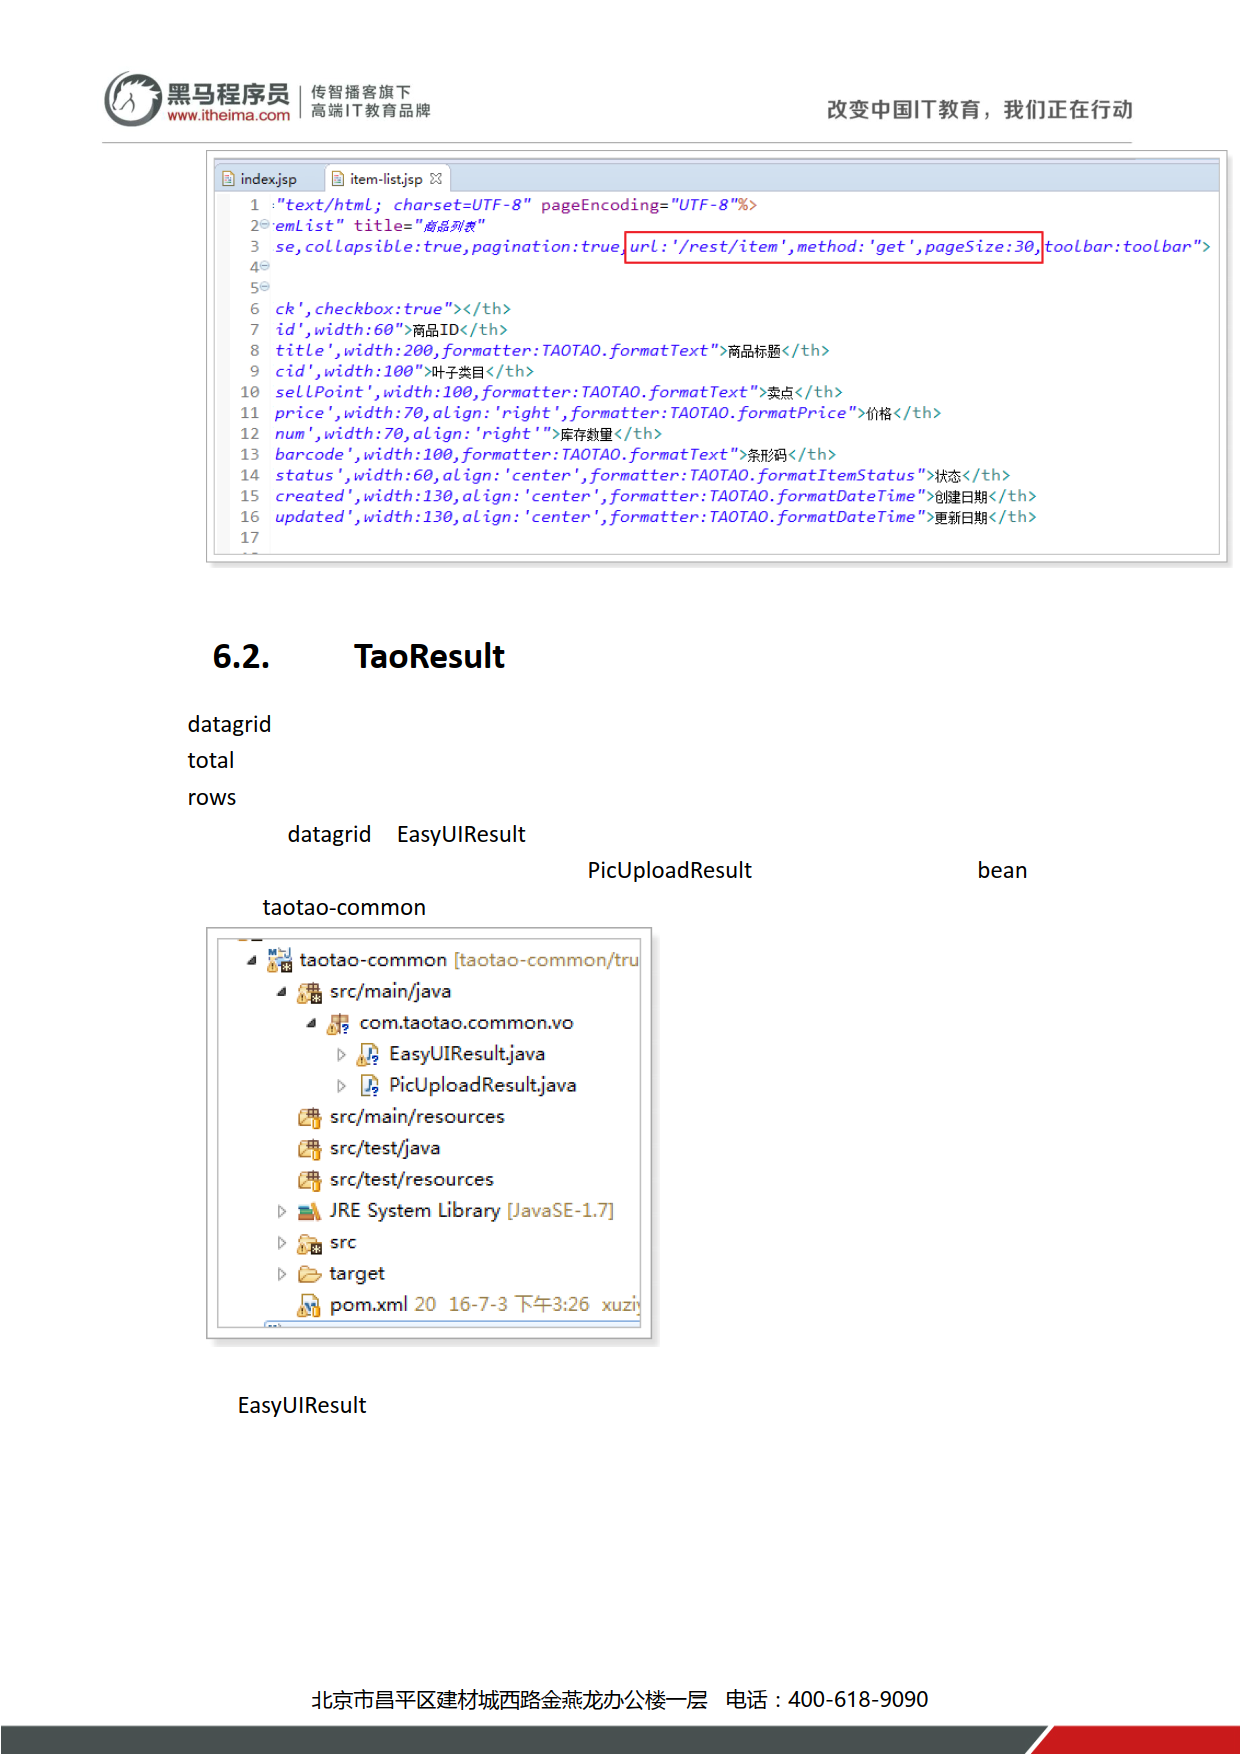 黑马程序员
www.itheima.com
传智播客旗下
高端IT教育品牌
改变中国IT教育，我们正在行动
index.jsp item-list.jsp
1 "text/html; charset=UTF-8" pageEncoding="UTF-8"%>
2 emList" title="商品列表"
3 se,collapsible:true,pagination:true,url:'/rest/item',method:'get',pageSize:30,toolbar:toolbar">
4
5
6 ck',checkbox:true"></th>
7 id',width:60">商品ID</th>
8 title',width:200,formatter:TAOTAO.formatText">商品标题</th>
9 cid',width:100">叶子类目</th>
10 sellPoint',width:100,formatter:TAOTAO.formatText">卖点</th>
11 price',width:70,align:'right',formatter:TAOTAO.formatPrice">价格</th>
12 num',width:70,align:'right'">库存数量</th>
13 barcode',width:100,formatter:TAOTAO.formatText">条形码</th>
14 status',width:60,align:'center',formatter:TAOTAO.formatItemStatus">状态</th>
15 created',width:130,align:'center',formatter:TAOTAO.formatDateTime">创建日期</th>
16 updated',width:130,align:'center',formatter:TAOTAO.formatDateTime">更新日期</th>
17
6.2. TaoResult
datagrid
total
rows
datagrid EasyUIResult
PicUploadResult bean
taotao-common
taotao-common [taotao-common/tru
src/main/java
com.taotao.common.vo
EasyUIResult.java
PicUploadResult.java
src/main/resources
src/test/java
src/test/resources
JRE System Library [JavaSE-1.7]
src
target
pom.xml 20 16-7-3 下午3:26 xuziy
EasyUIResult
北京市昌平区建材城西路金燕龙办公楼一层 电话：400-618-9090